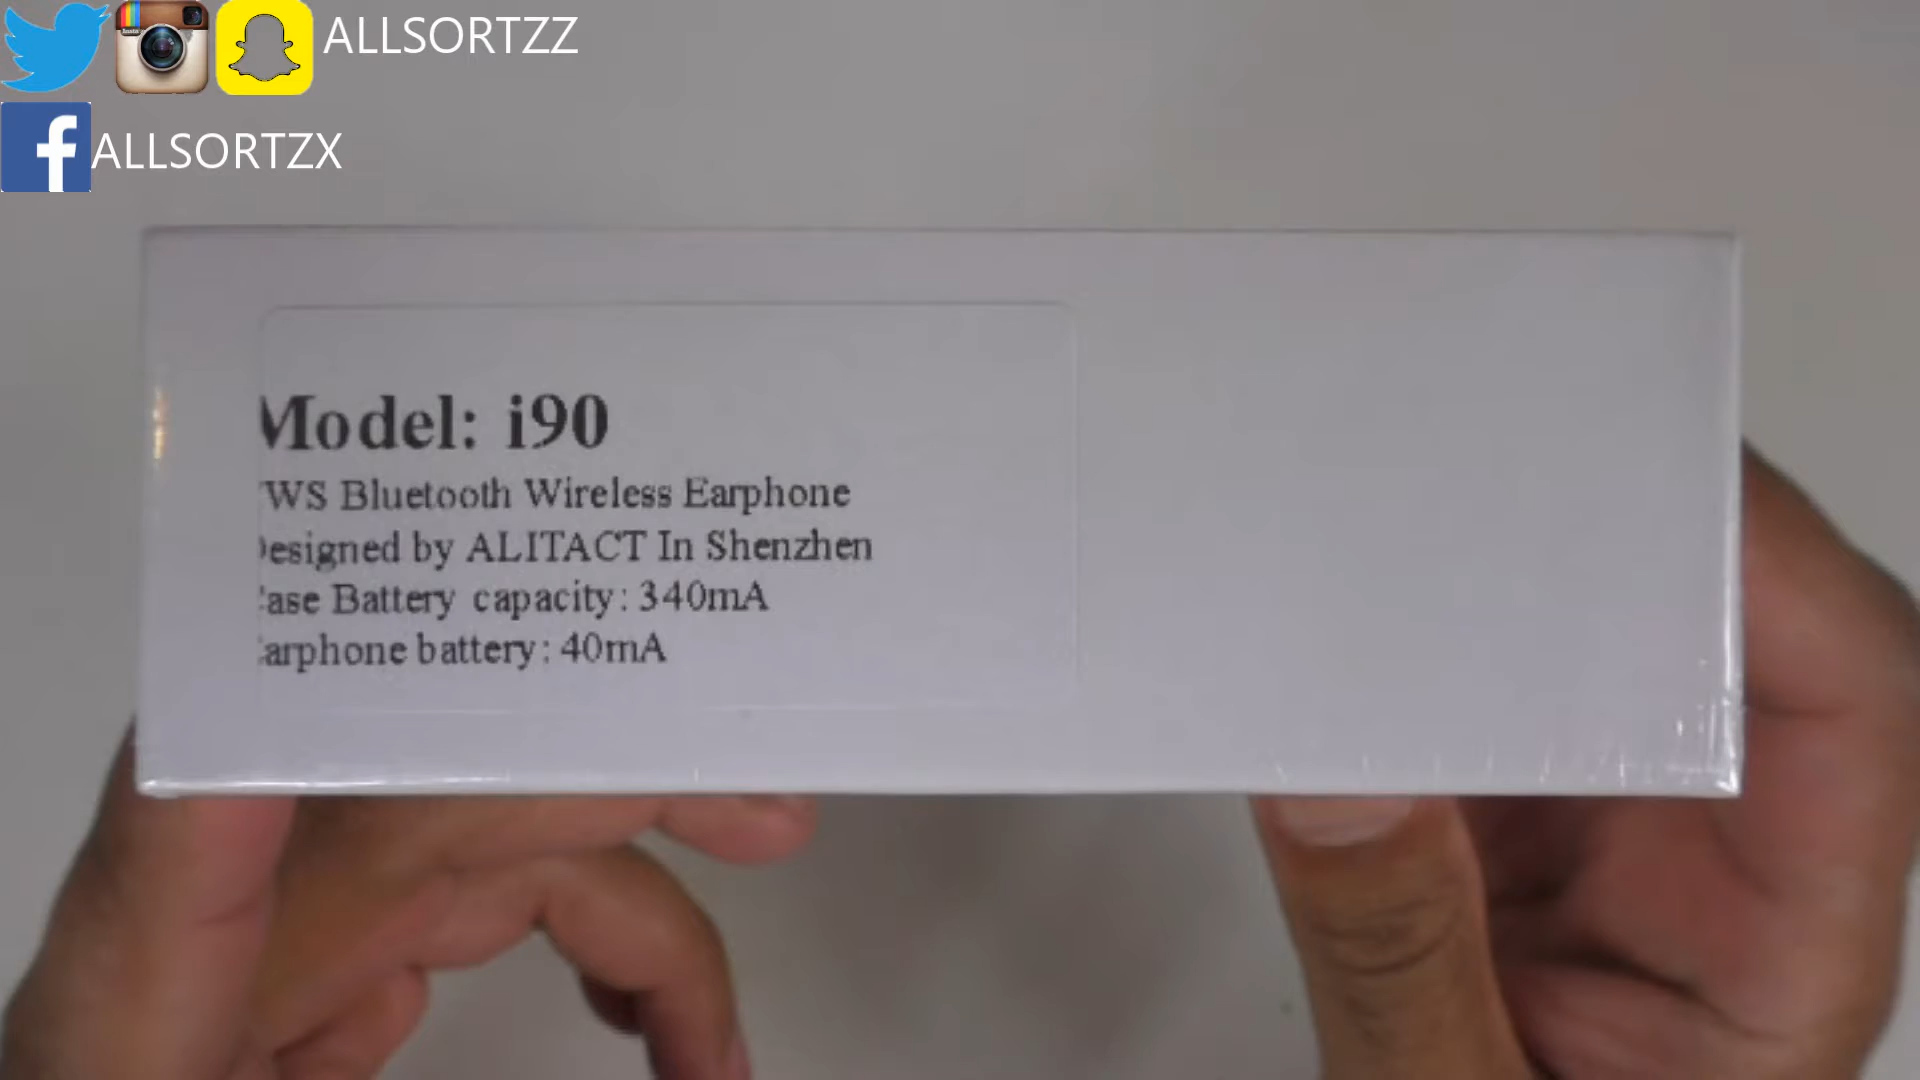 ALLSORTZZ
ALLSORTZX
Model: i90
WS Bluetooth Wireless Earphone
esigned by ALITACT In Shenzhen
ase Battery capacity: 340mA
arphone battery: 40mA